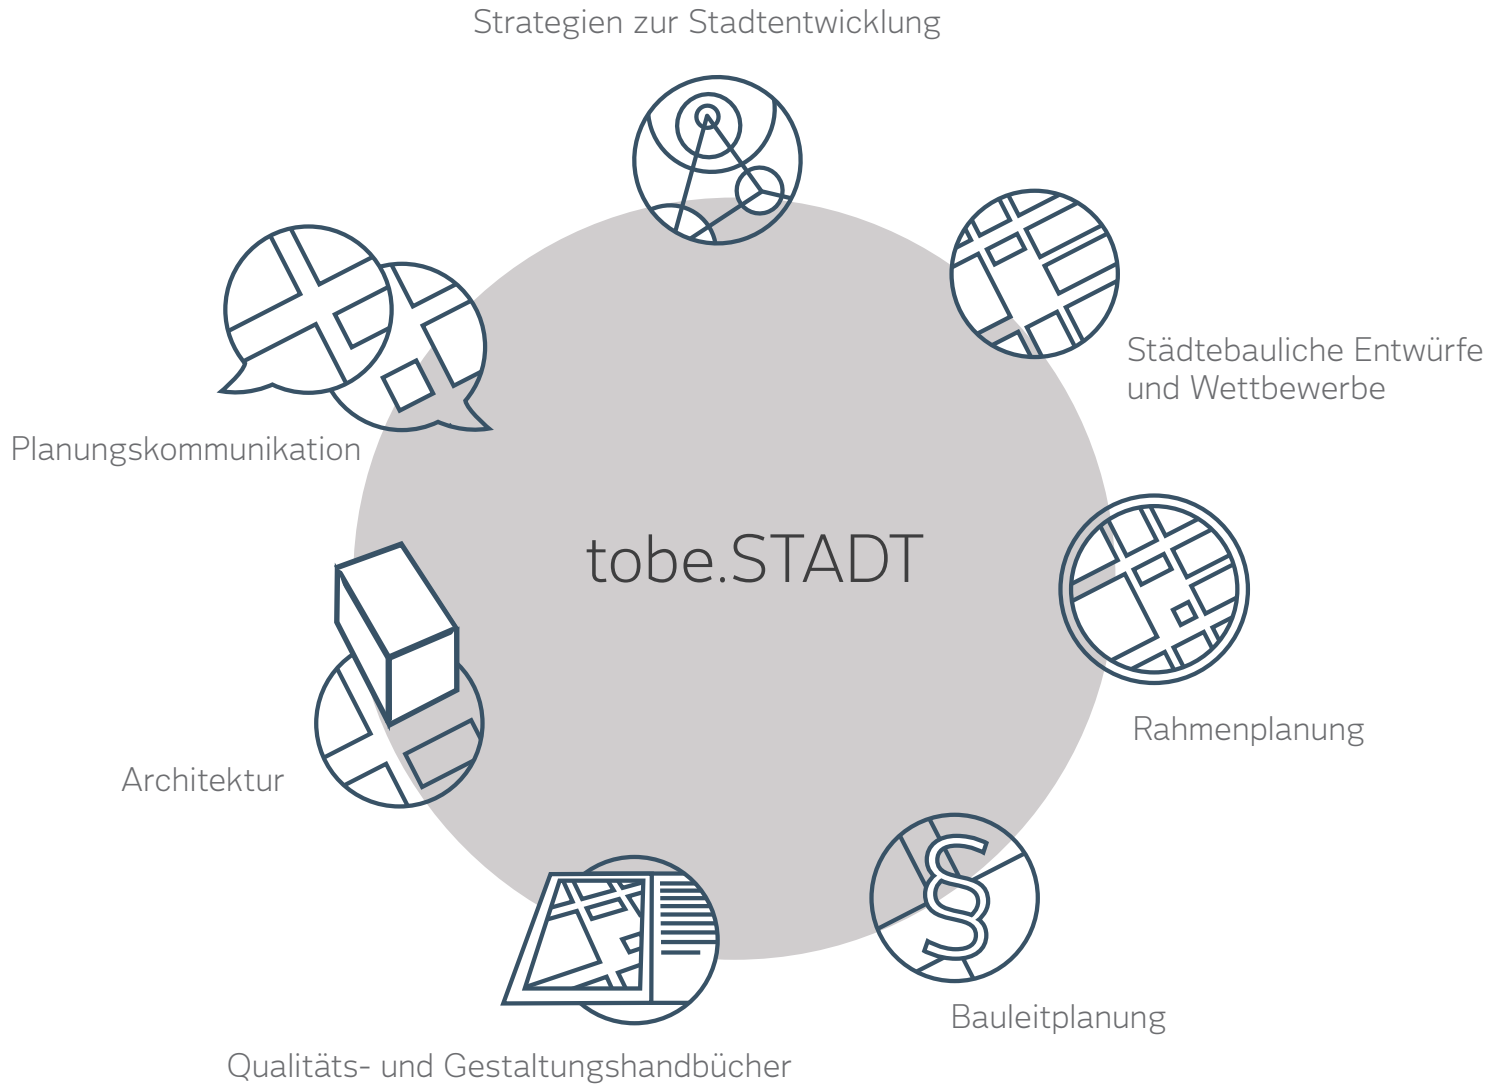 Strategien zur Stadtentwicklung
Städtebauliche Entwürfe
und Wettbewerbe
Planungskommunikation
tobe.STADT
Rahmenplanung
Architektur
§
Bauleitplanung
Qualitäts- und Gestaltungshandbücher